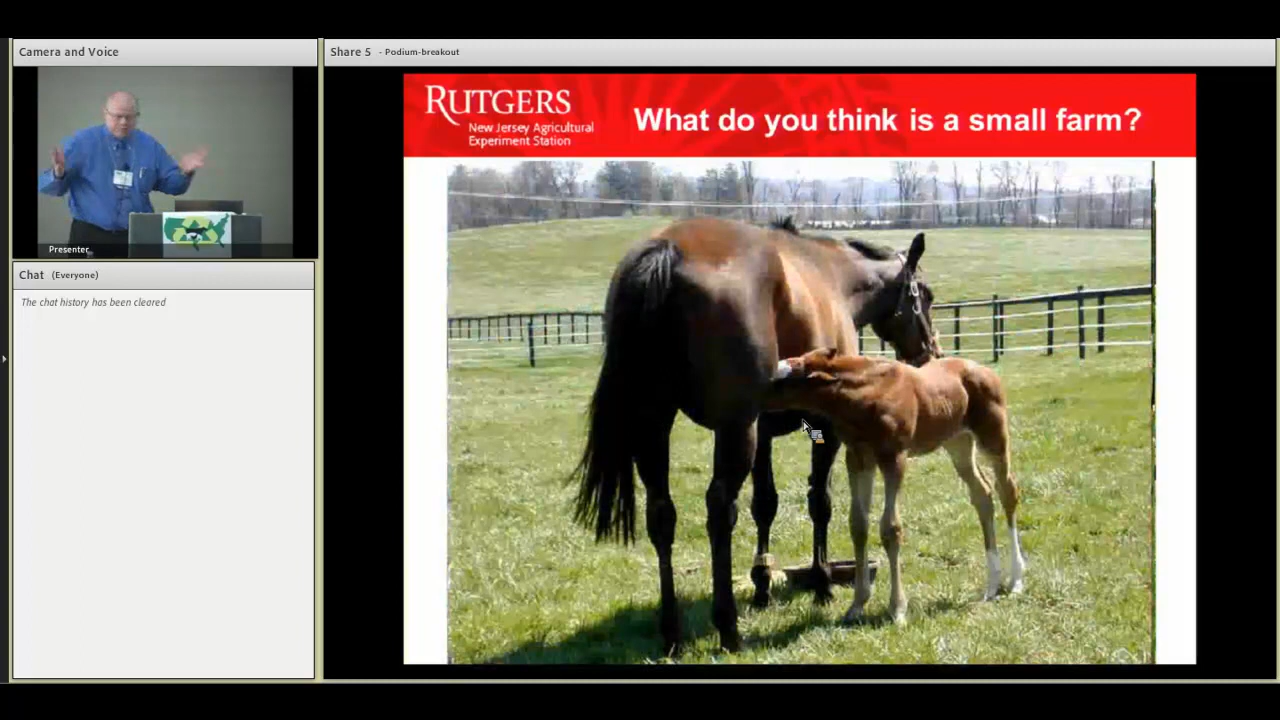 Camera and Voice
Presenter
Chat (Everyone)
The chat history has been cleared
Share 5 - Podium-breakout
RUTGERS
New Jersey Agricultural
Experiment Station
What do you think is a small farm?